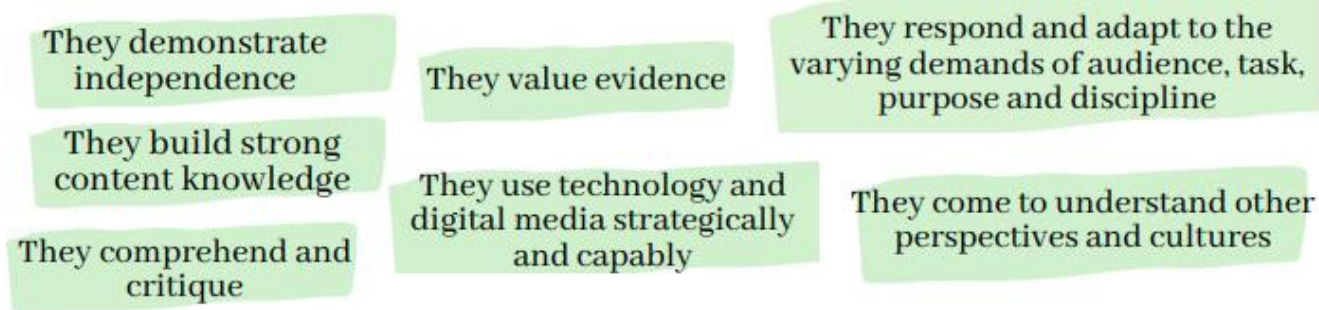 They demonstrate
independence
They build strong
content knowledge
They comprehend and
critique
They value evidence
They use technology and
digital media strategically
and capably
They respond and adapt to the
varying demands of audience, task,
purpose and discipline
They come to understand other
perspectives and cultures